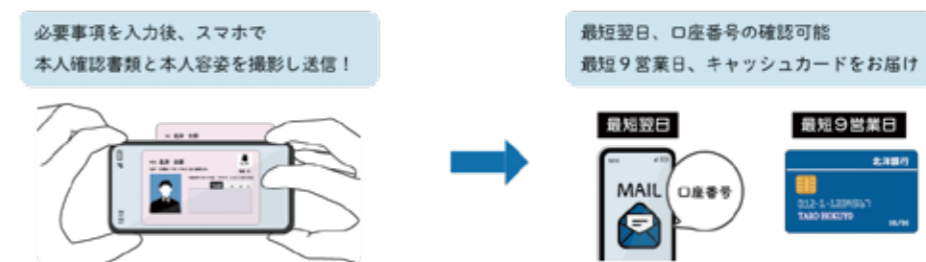 必要事項を入力後、スマホで
本人確認書類と本人容姿を撮影し送信！
最短翌日、口座番号の確認可能
最短９営業日、キャッシュカードをお届け
最短翌日
最短９営業日
MAIL
口座番号
北洋銀行
TARO HOKUYO